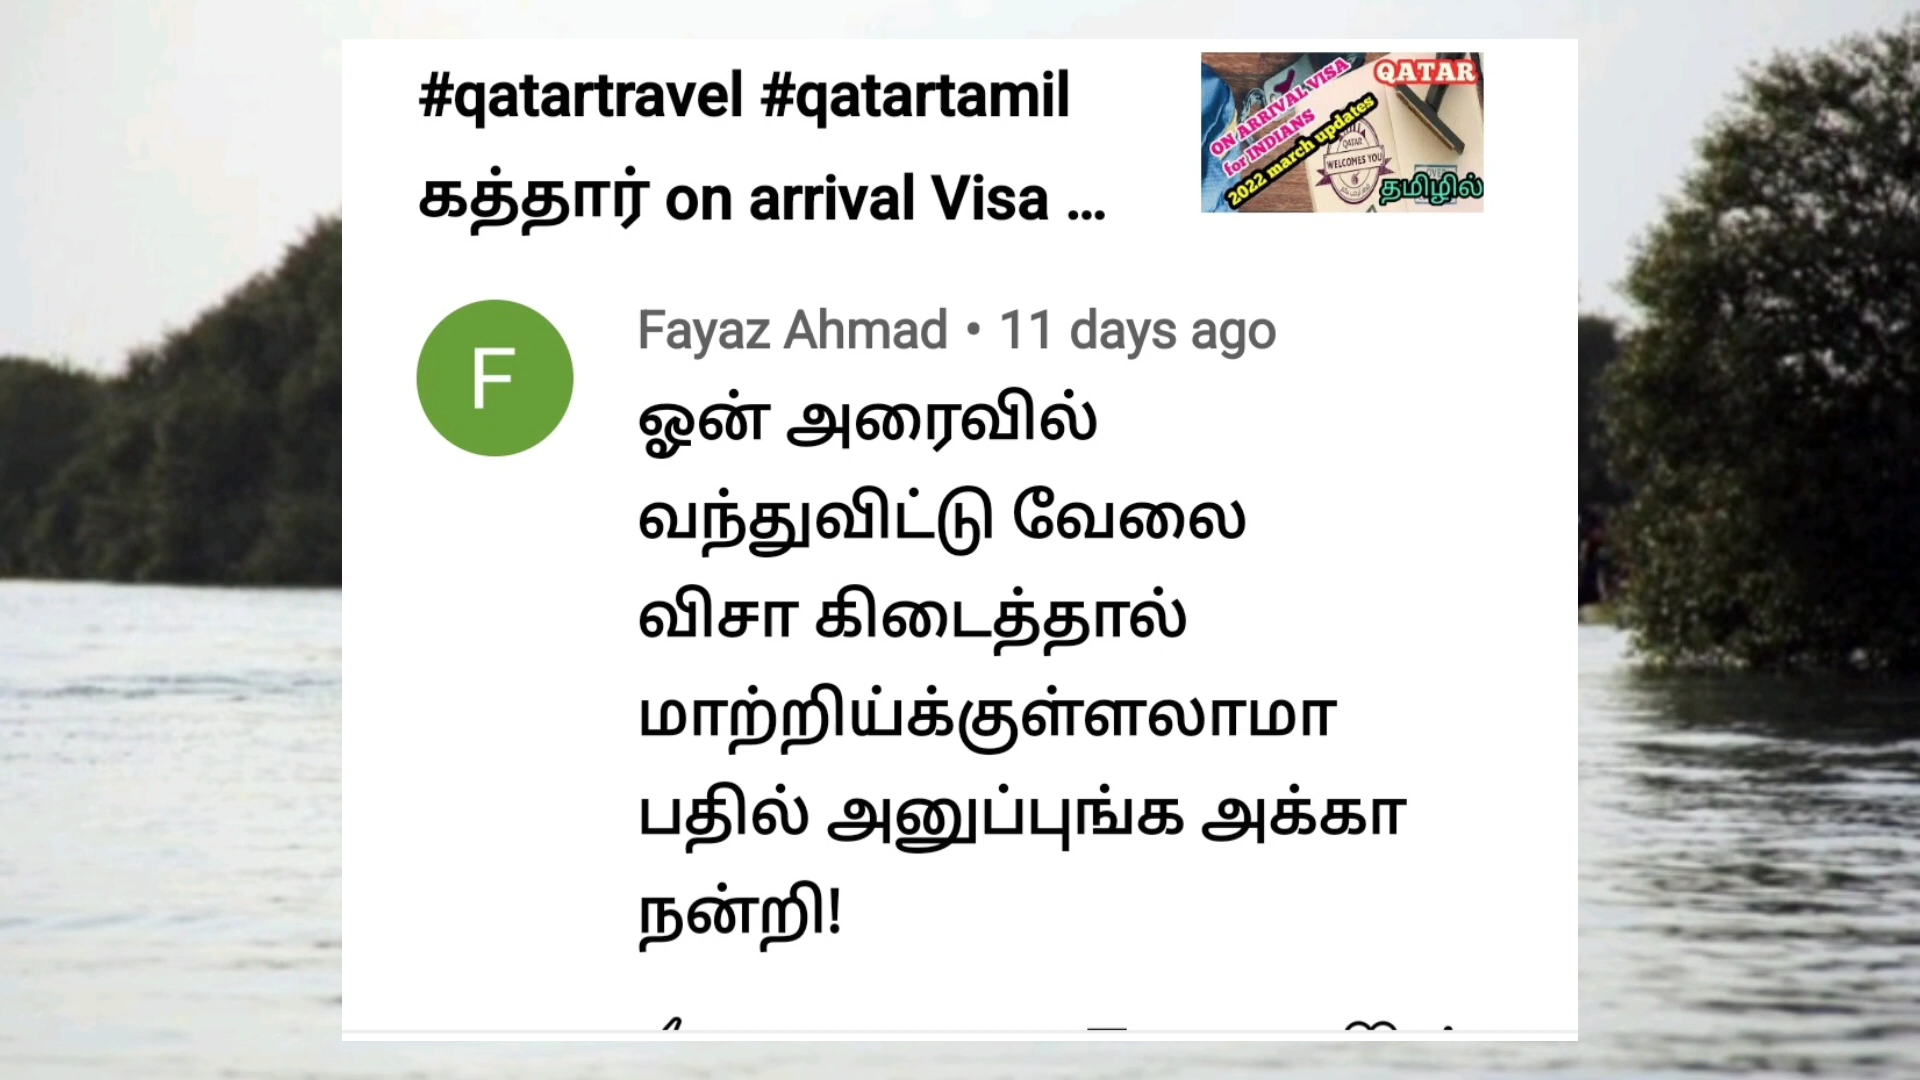 #qatartravel #qatartamil
கத்தார் on arrival Visa ...
QATAR
ON ARRIVAL VISA
for INDIANS
2022 march updates
QATAR
WELCOMES YOU
தமிழில்
F
Fayaz Ahmad • 11 days ago
ஓன் அரைவில்
வந்துவிட்டு வேலை
விசா கிடைத்தால்
மாற்றிய்க்குள்ளலாமா
பதில் அனுப்புங்க அக்கா
நன்றி!